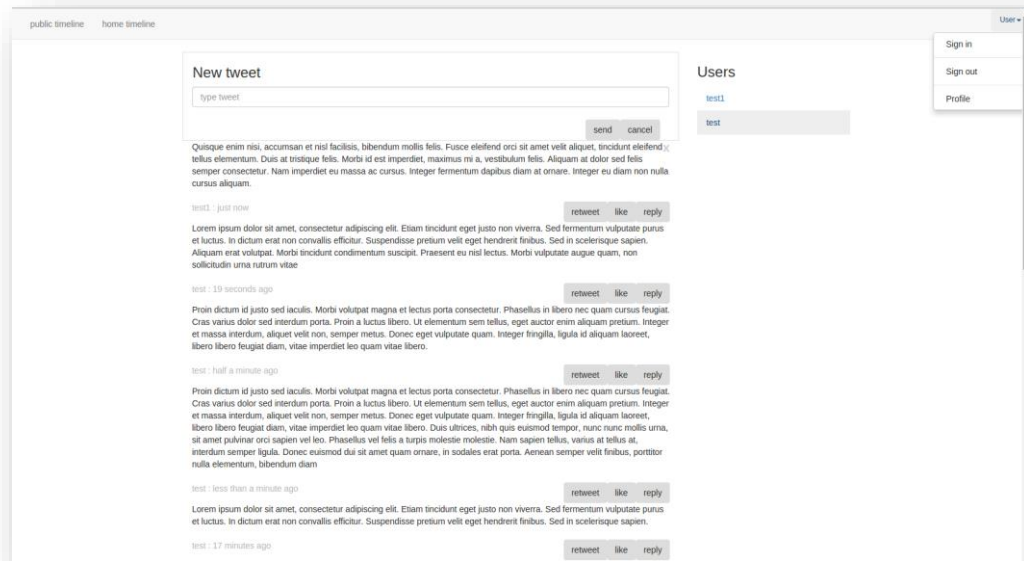 public timeline home timeline
User
Sign in
Sign out
Profile
New tweet
type tweet
send cancel
Quisque enim nisi, accumsan et nisl facilisis, bibendum mollis felis. Fusce eleifend orci sit amet velit aliquet, tincidunt eleifend x
tellus elementum. Duis at tristique felis. Morbi id est imperdiet, maximus mi a, vestibulum felis. Aliquam at dolor sed felis
semper consectetur. Nam imperdiet eu massa ac cursus. Integer fermentum dapibus diam at ornare. Integer eu diam non nulla
cursus aliquam.
test1 : just now
retweet like reply
Lorem ipsum dolor sit amet, consectetur adipiscing elit. Etiam tincidunt eget justo non viverra. Sed fermentum vulputate purus
et luctus. In dictum erat non convallis efficitur. Suspendisse pretium velit eget hendrerit finibus. Sed in scelerisque sapien.
Aliquam erat volutpat. Morbi tincidunt condimentum suscipit. Praesent eu nisl lectus. Morbi vulputate augue quam, non
sollicitudin urna rutrum vitae
test : 19 seconds ago
retweet like reply
Proin dictum id justo sed iaculis. Morbi volutpat magna et lectus porta consectetur. Phasellus in libero nec quam cursus feugiat.
Cras varius dolor sed interdum porta. Proin a luctus libero. Ut elementum sem tellus, eget auctor enim aliquam pretium. Integer
et massa interdum, aliquet velit non, semper metus. Donec eget vulputate quam. Integer fringilla, ligula id aliquam laoreet,
libero libero feugiat diam, vitae imperdiet leo quam vitae libero.
test : half a minute ago
retweet like reply
Proin dictum id justo sed iaculis. Morbi volutpat magna et lectus porta consectetur. Phasellus in libero nec quam cursus feugiat.
Cras varius dolor sed interdum porta. Proin a luctus libero. Ut elementum sem tellus, eget auctor enim aliquam pretium. Integer
et massa interdum, aliquet velit non, semper metus. Donec eget vulputate quam. Integer fringilla, ligula id aliquam laoreet,
libero libero feugiat diam, vitae imperdiet leo quam vitae libero. Duis ultrices, nibh quis euismod tempor, nunc nunc mollis urna,
sit amet pulvinar orci sapien vel leo. Phasellus vel felis a turpis molestie molestie. Nam sapien tellus, varius at tellus at,
interdum semper ligula. Donec euismod dui sit amet quam ornare, in sodales erat porta. Aenean semper velit finibus, porttitor
nulla elementum, bibendum diam
test : less than a minute ago
retweet like reply
Lorem ipsum dolor sit amet, consectetur adipiscing elit. Etiam tincidunt eget justo non viverra. Sed fermentum vulputate purus
et luctus. In dictum erat non convallis efficitur. Suspendisse pretium velit eget hendrerit finibus. Sed in scelerisque sapien.
test : 17 minutes ago
retweet like reply
Users
test1
test